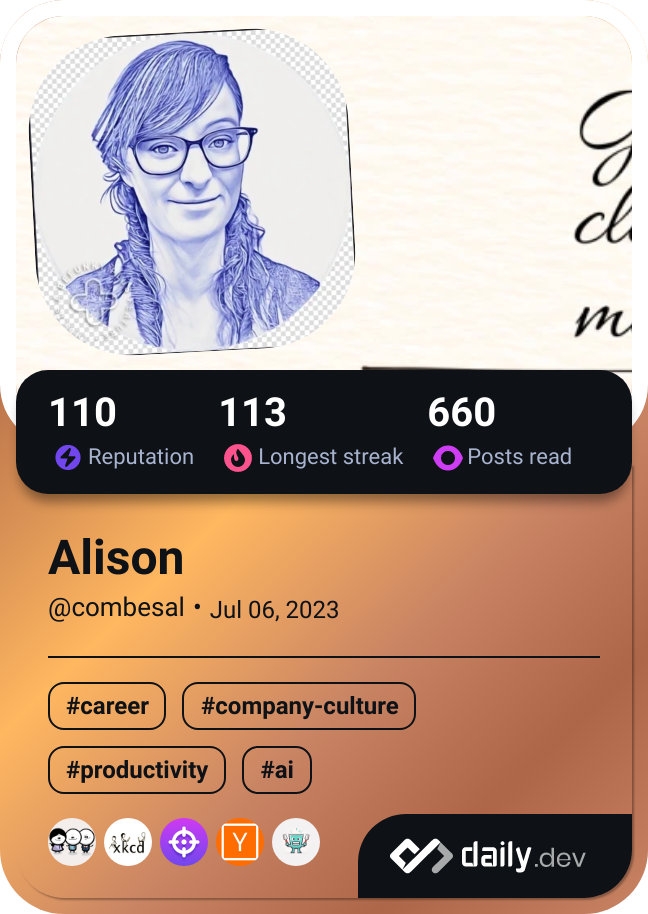 110 113 660
Reputation Longest streak Posts read
Alison
@combesal • Jul 06, 2023
#career #company-culture
#productivity #ai
xkcd Y
daily.dev